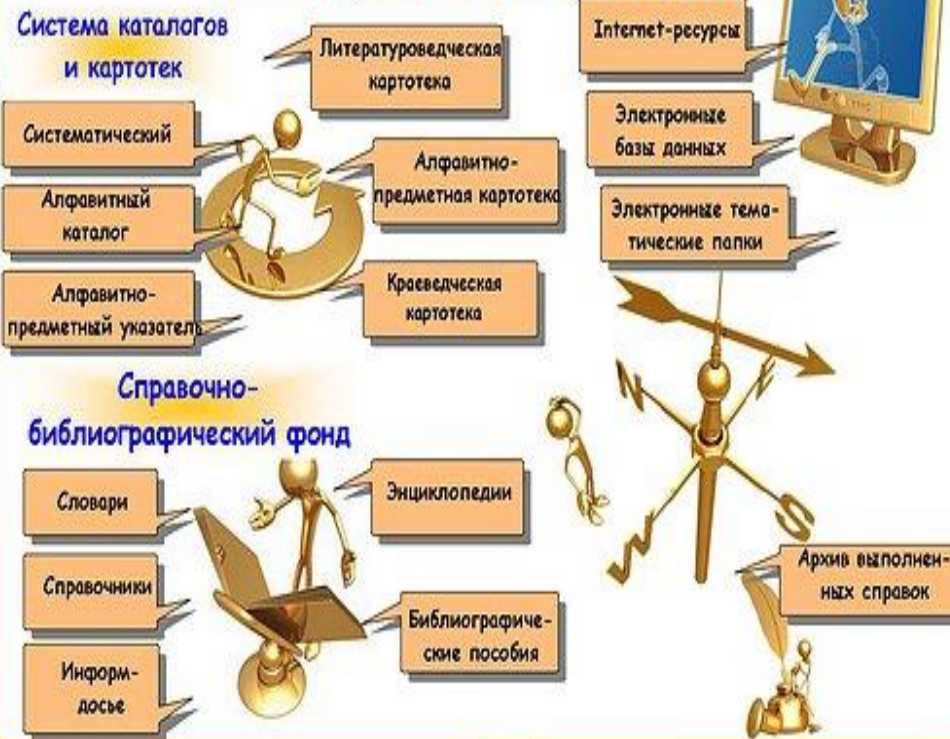 Система каталогов
и картотек
Литературоведческая
картотека
Систематический
Алфавитно-
предметная картотека
Алфавитный
каталог
Краеведческая
картотека
Алфавитно-
предметный указатель
Internet-ресурсы
Электронные
базы данных
Электронные тема-
тические папки
N
E
W
S
Справочно-
библиографический фонд
Словари
Энциклопедии
Справочники
Библиографиче-
ские пособия
Информ-
досье
Архив выполнен-
ных справок